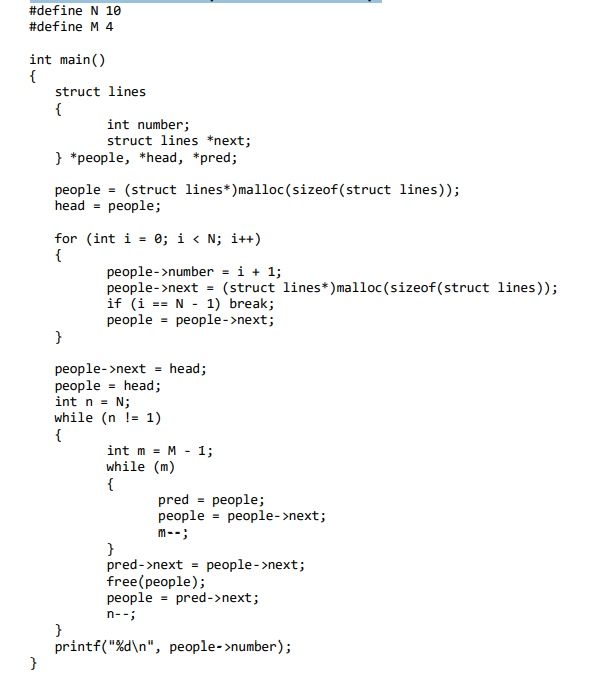 #define N 10
#define M 4
int main()
{
struct lines
{
int number;
struct lines *next;
} *people, *head, *pred;
people = (struct lines*)malloc(sizeof(struct lines));
head = people;
for (int i = 0; i < N; i++)
{
people->number = i + 1;
people->next = (struct lines*)malloc(sizeof(struct lines));
if (i == N - 1) break;
people = people->next;
}
people->next = head;
people = head;
int n = N;
while (n != 1)
{
int m = M - 1;
while (m)
{
pred = people;
people = people->next;
m--;
}
pred->next = people->next;
free(people);
people = pred->next;
n--;
}
printf("%d\n", people->number);
}